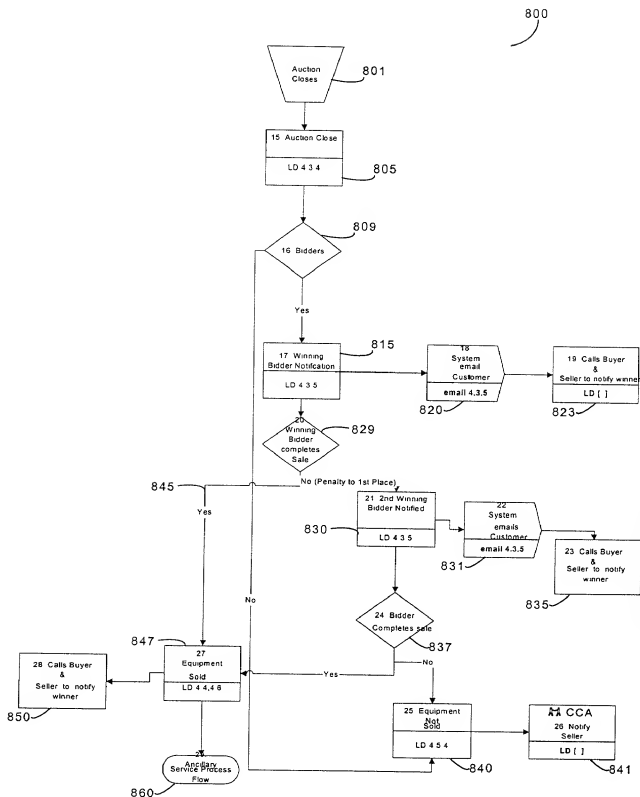 800
Auction
Closes
801
15 Auction Close
LD 4 3 4
805
809
16 Bidders
Yes
815
17 Winning
Bidder Notification
LD 4 3 5
18
System
email
Customer
email 4.3.5
820
19 Calls Buyer
&
Seller to notify winner
LD [ ]
823
20
Winning
Bidder
completes
Sale
829
No (Penalty to 1st Place)
845
Yes
21 2nd Winning
Bidder Notified
LD 4 3 5
830
22
System
emails
Customer
email 4.3.5
831
23 Calls Buyer
&
Seller to notify
winner
835
No
24 Bidder
Completes sale
837
847
27
Equipment
Sold
LD 4 4,4 6
Yes
No
28 Calls Buyer
&
Seller to notify
winner
850
25 Equipment
Not
Sold
LD 4 5 4
840
CCA
26 Notify
Seller
LD [ ]
841
Ancillary
Service Process
Flow
860